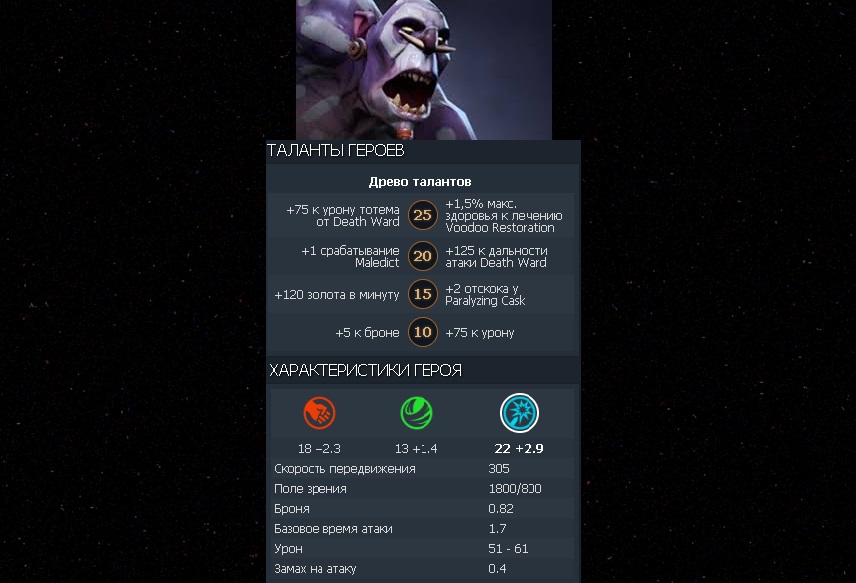 ТАЛАНТЫ ГЕРОЕВ
Древо талантов
+75 к урону тотема
от Death Ward
25
+1,5% макс.
здоровья к лечению
Voodoo Restoration
+1 срабатывание
Maledict
20
+125 к дальности
атаки Death Ward
+120 золота в минуту
15
+2 отскока у
Paralyzing Cask
+5 к броне
10
+75 к урону
ХАРАКТЕРИСТИКИ ГЕРОЯ
18 +2.3 13 +1.4 22 +2.9
Скорость передвижения 305
Поле зрения 1800/800
Броня 0.82
Базовое время атаки 1.7
Урон 51 - 61
Замах на атаку 0.4